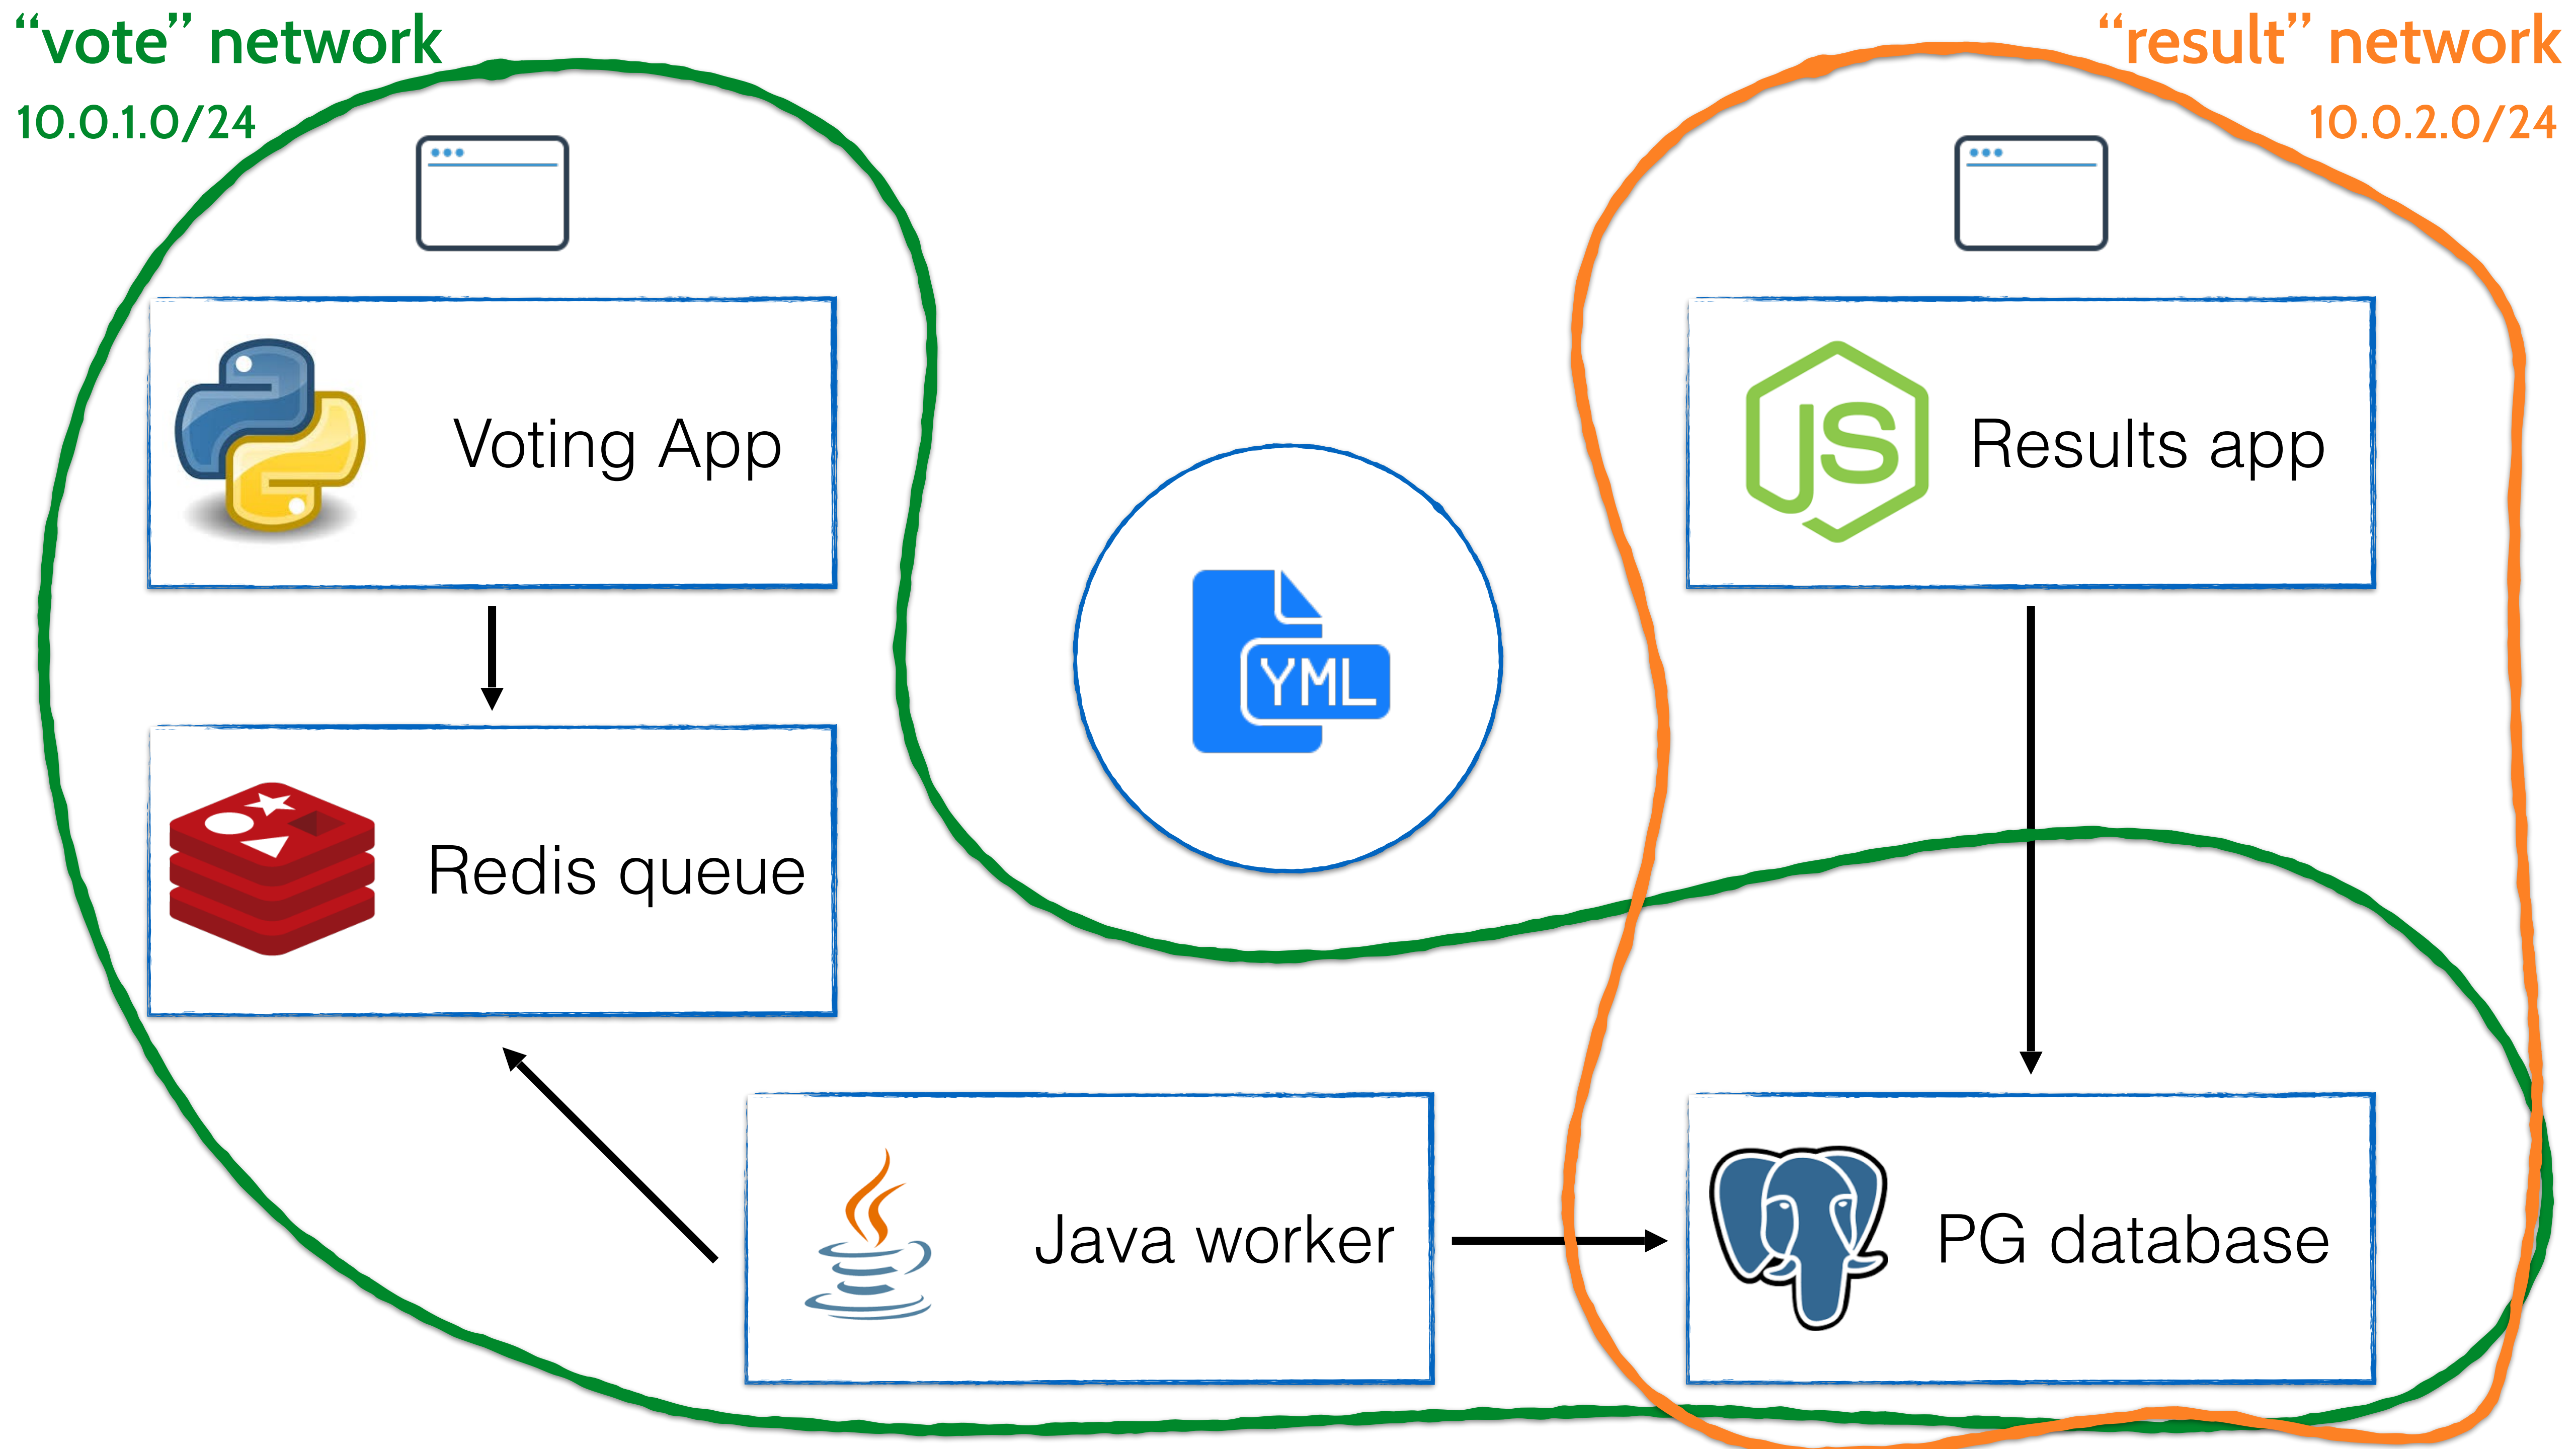 “vote” network
10.0.1.0/24
“result” network
10.0.2.0/24
Voting App
JS
Results app
YML
Redis queue
Java worker
PG database